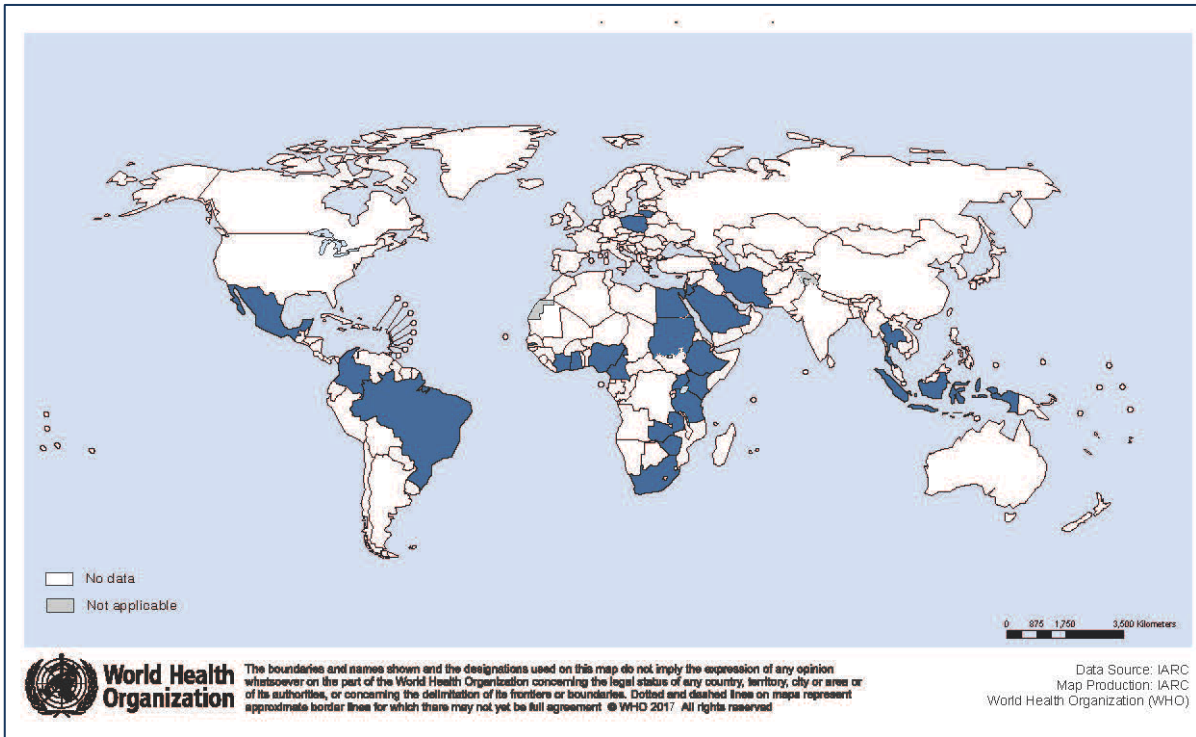 No data
Not applicable
0 875 1,750 3,500 Kilometers
World Health
Organization
The boundaries and names shown and the designations used on this map do not imply the expression of any opinion
whatsoever on the part of the World Health Organization concerning the legal status of any country, territory, city or area or
of its authorities, or concerning the delimitation of its frontiers or boundaries. Dotted and dashed lines on maps represent
approximate border lines for which there may not yet be full agreement © WHO 2017 All rights reserved
Data Source: IARC
Map Production: IARC
World Health Organization (WHO)